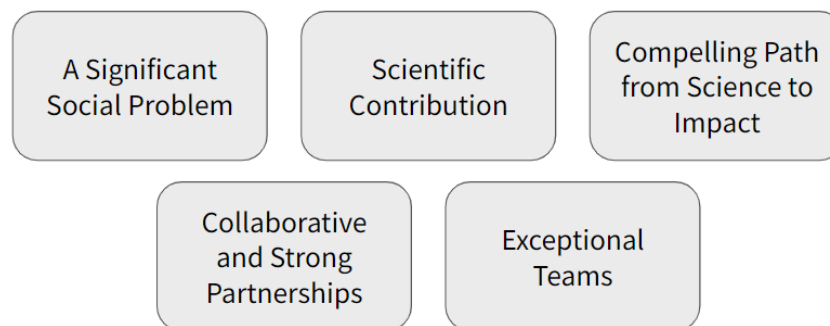 A Significant
Social Problem
Scientific
Contribution
Compelling Path
from Science to
Impact
Collaborative
and Strong
Partnerships
Exceptional
Teams